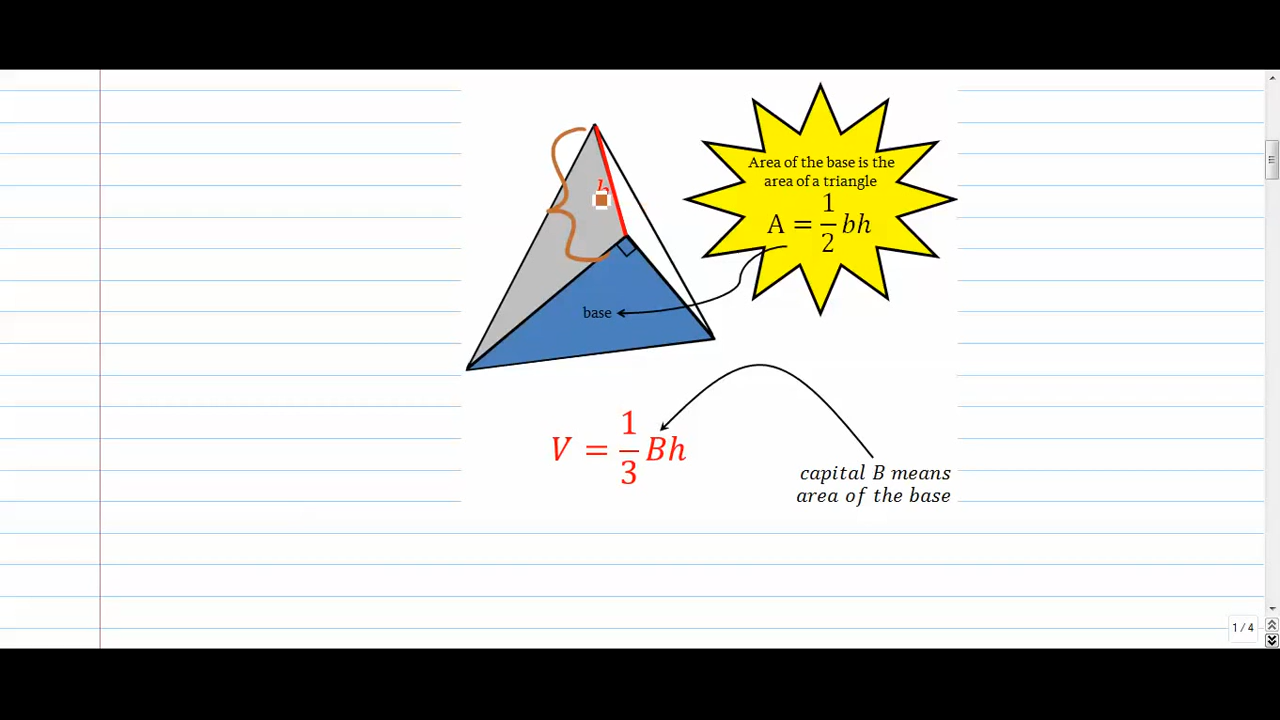 Area of the base is the
area of a triangle
A = 1/2 bh
h
base
V = 1/3 Bh
capital B means
area of the base
1 / 4